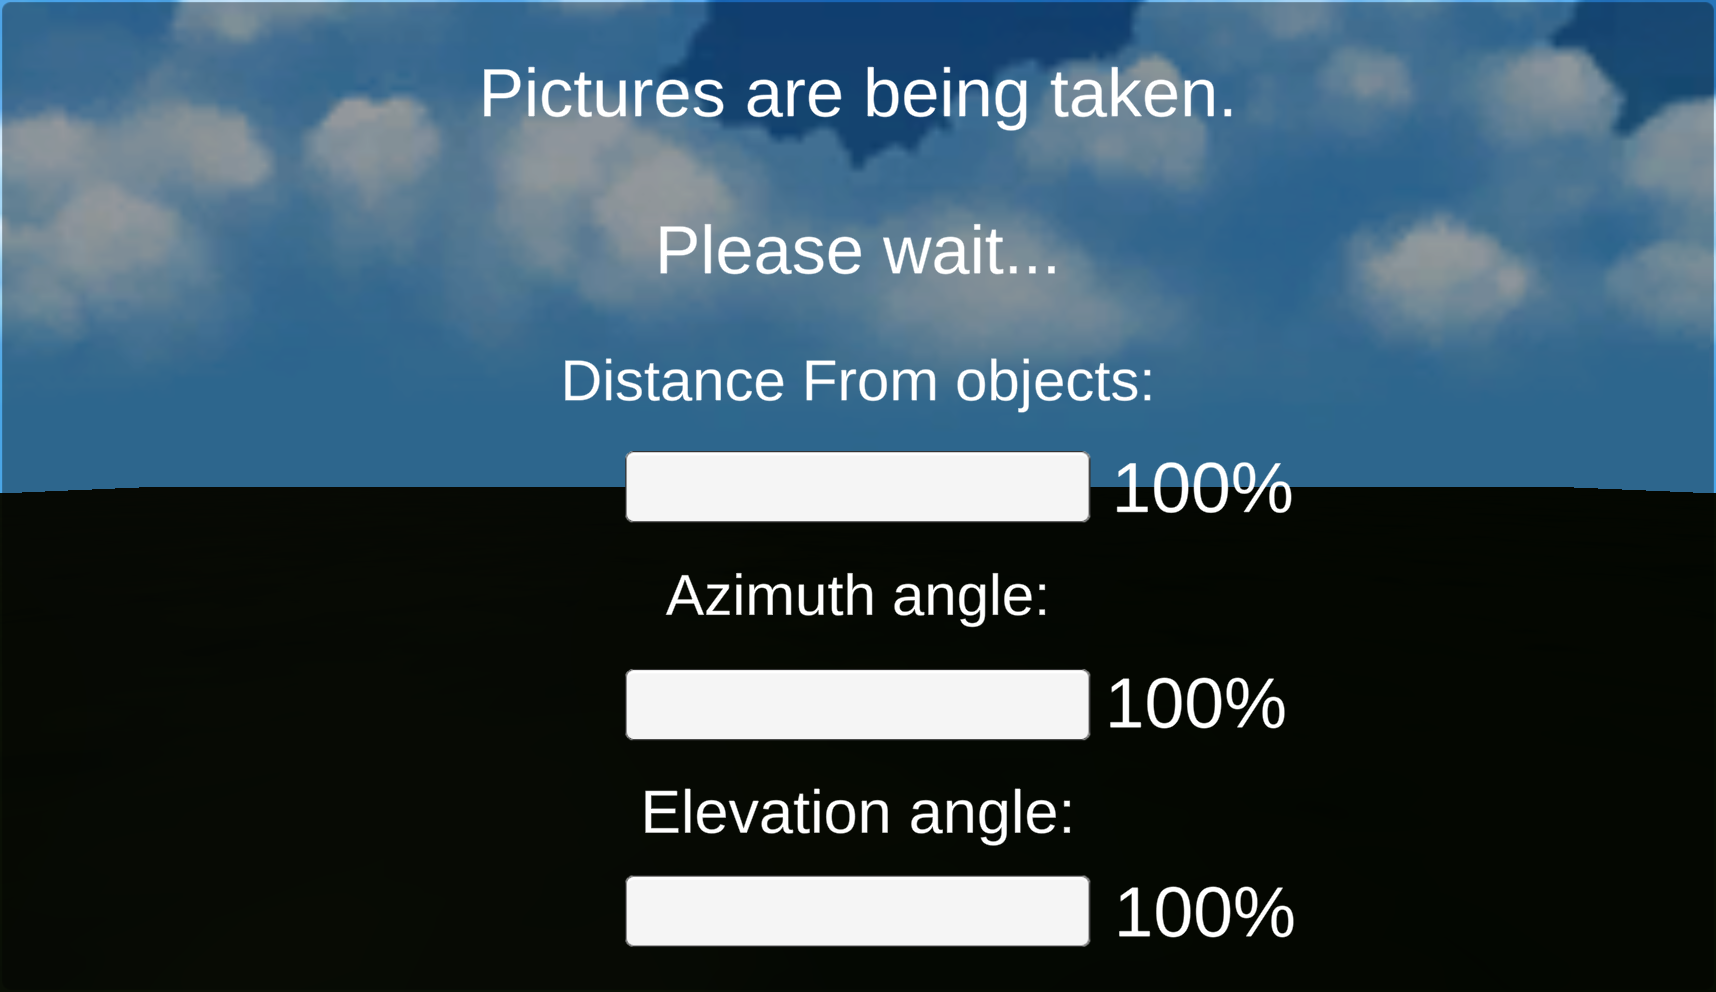 Pictures are being taken.
Please wait...
Distance From objects:
100%
Azimuth angle:
100%
Elevation angle:
100%